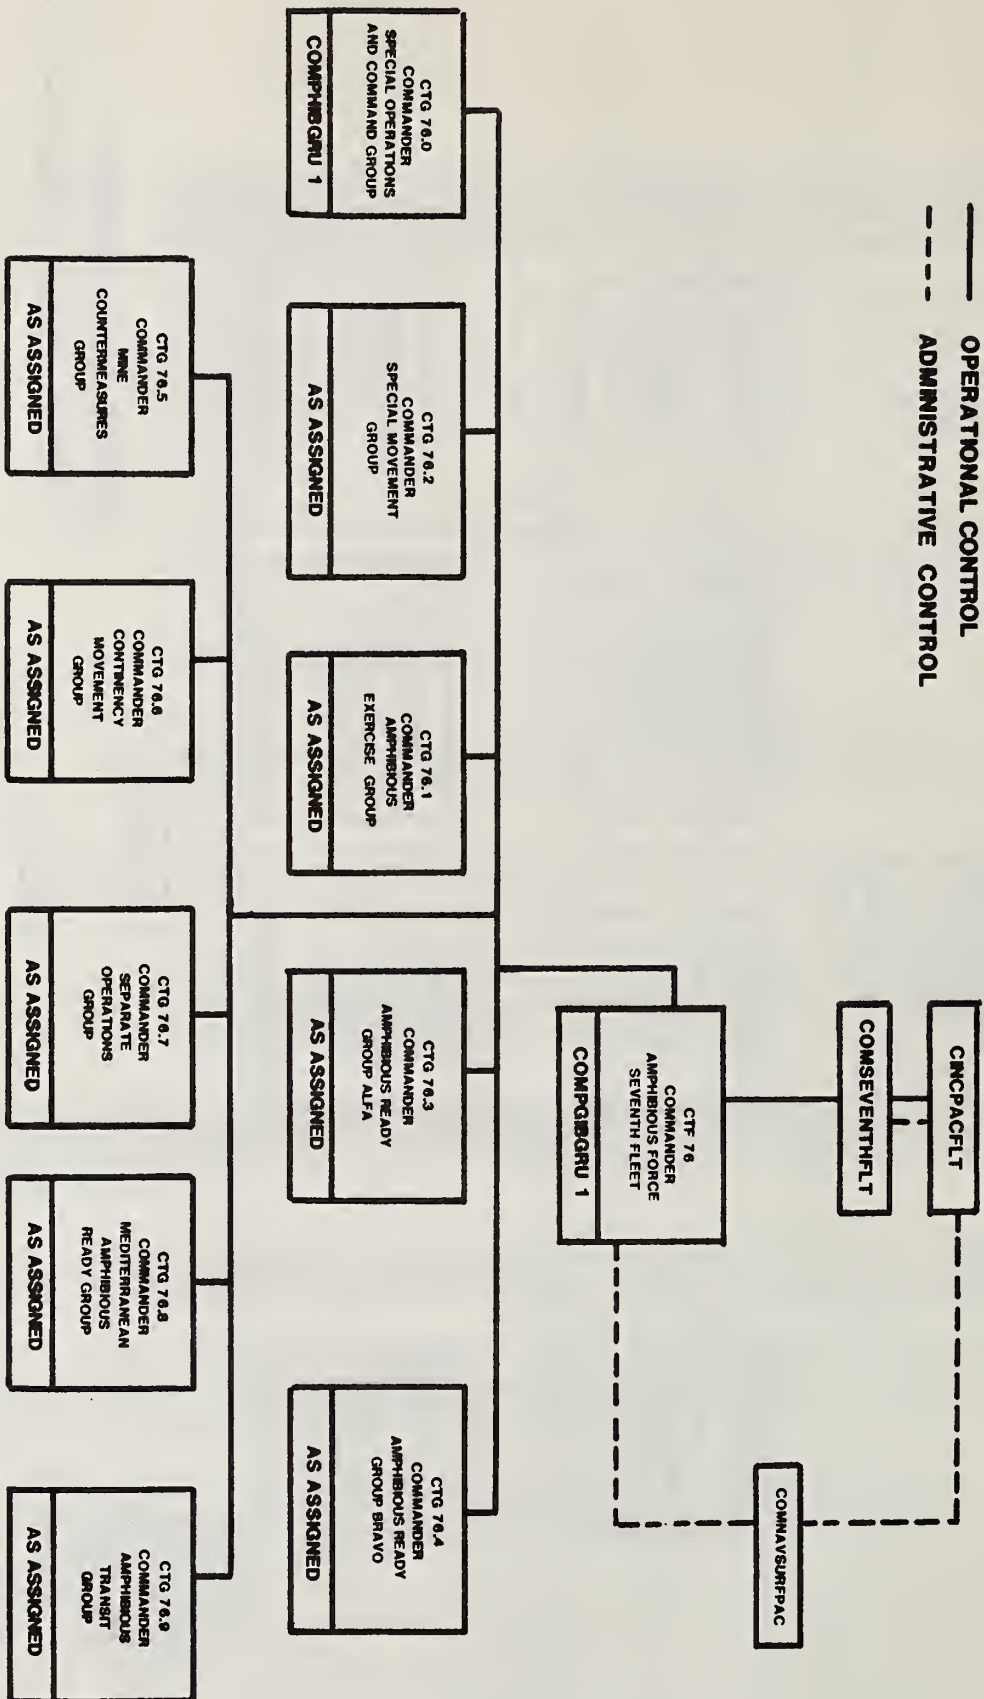 OPERATIONAL CONTROL
ADMINISTRATIVE CONTROL
CINCPACFLT
COMSEVENTHFLT
COMNAVSURFPAC
CTF 76
COMMANDER
AMPHIBIOUS FORCE
SEVENTH FLEET
COMPGIBGRU 1
CTG 76.0
COMMANDER
SPECIAL OPERATIONS
AND COMMAND GROUP
COMPHIBGRU 1
CTG 76.2
COMMANDER
SPECIAL MOVEMENT
GROUP
AS ASSIGNED
CTG 76.1
COMMANDER
AMPHIBIOUS
EXERCISE GROUP
AS ASSIGNED
CTG 76.3
COMMANDER
AMPHIBIOUS READY
GROUP ALFA
AS ASSIGNED
CTG 76.4
COMMANDER
AMPHIBIOUS READY
GROUP BRAVO
AS ASSIGNED
CTG 76.5
COMMANDER
MINE
COUNTERMEASURES
GROUP
AS ASSIGNED
CTG 76.6
COMMANDER
CONTINENCY
MOVEMENT
GROUP
AS ASSIGNED
CTG 76.7
COMMANDER
SEPARATE
OPERATIONS
GROUP
AS ASSIGNED
CTG 76.8
COMMANDER
MEDITERRANEAN
AMPHIBIOUS
READY GROUP
AS ASSIGNED
CTG 76.9
COMMANDER
AMPHIBIOUS
TRANSIT
GROUP
AS ASSIGNED